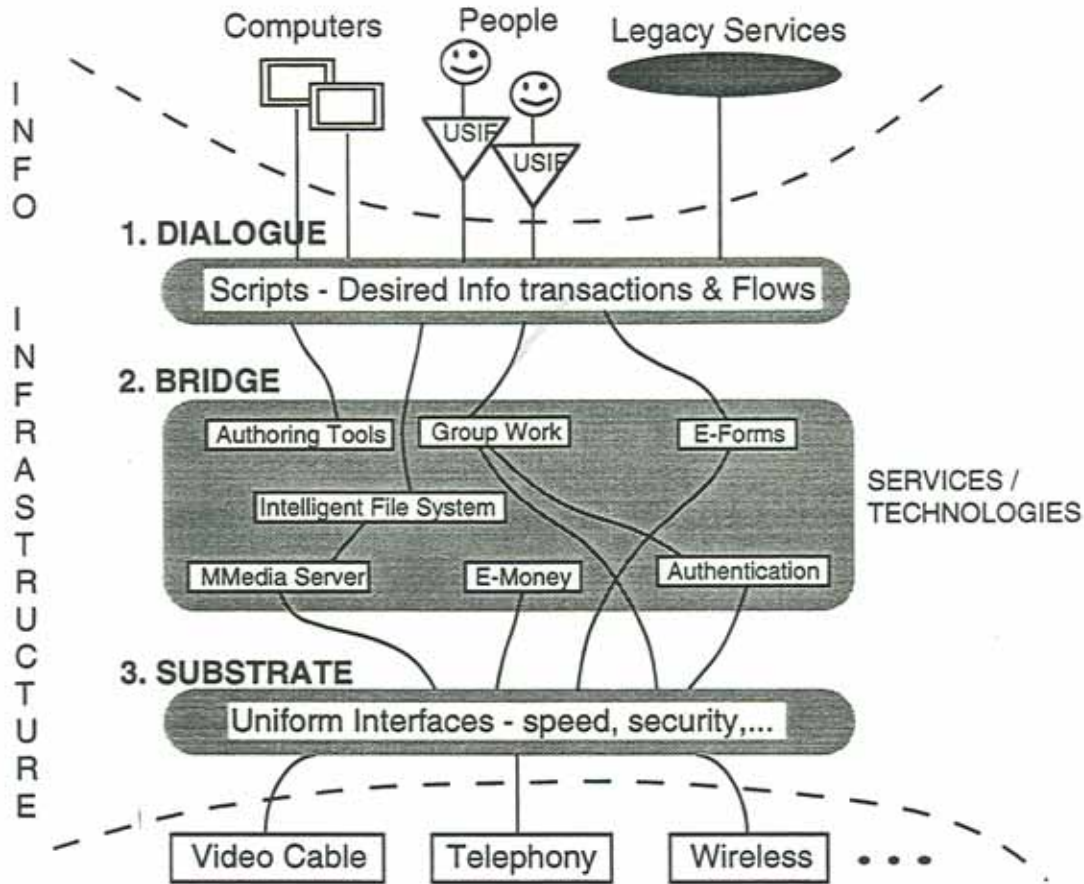 Computers
People
Legacy Services
USIF
USIF
INFO
INFRASTRUCTURE
1. DIALOGUE
Scripts - Desired Info transactions & Flows
2. BRIDGE
Authoring Tools
Group Work
E-Forms
Intelligent File System
SERVICES /
TECHNOLOGIES
MMedia Server
E-Money
Authentication
3. SUBSTRATE
Uniform Interfaces - speed, security,...
Video Cable
Telephony
Wireless
...